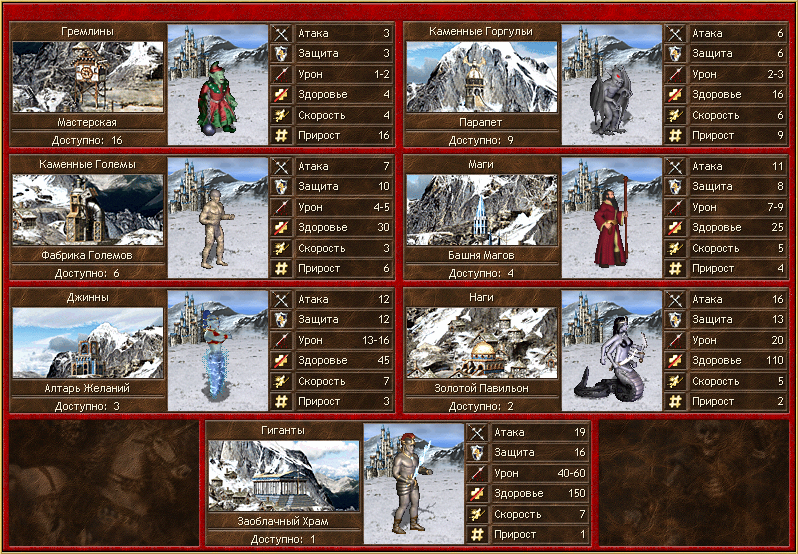 Гремлины
Мастерская
Доступно: 16
Атака 3
Защита 3
Урон 1-2
Здоровье 4
Скорость 4
Прирост 16
Каменные Горгульи
Парапет
Доступно: 9
Атака 6
Защита 6
Урон 2-3
Здоровье 16
Скорость 6
Прирост 9
Каменные Големы
Фабрика Големов
Доступно: 6
Атака 7
Защита 10
Урон 4-5
Здоровье 30
Скорость 3
Прирост 6
Маги
Башня Магов
Доступно: 4
Атака 11
Защита 8
Урон 7-9
Здоровье 25
Скорость 5
Прирост 4
Джинны
Алтарь Желаний
Доступно: 3
Атака 12
Защита 12
Урон 13-16
Здоровье 45
Скорость 7
Прирост 3
Наги
Золотой Павильон
Доступно: 2
Атака 16
Защита 13
Урон 20
Здоровье 110
Скорость 5
Прирост 2
Гиганты
Заоблачный Храм
Доступно: 1
Атака 19
Защита 16
Урон 40-60
Здоровье 150
Скорость 7
Прирост 1